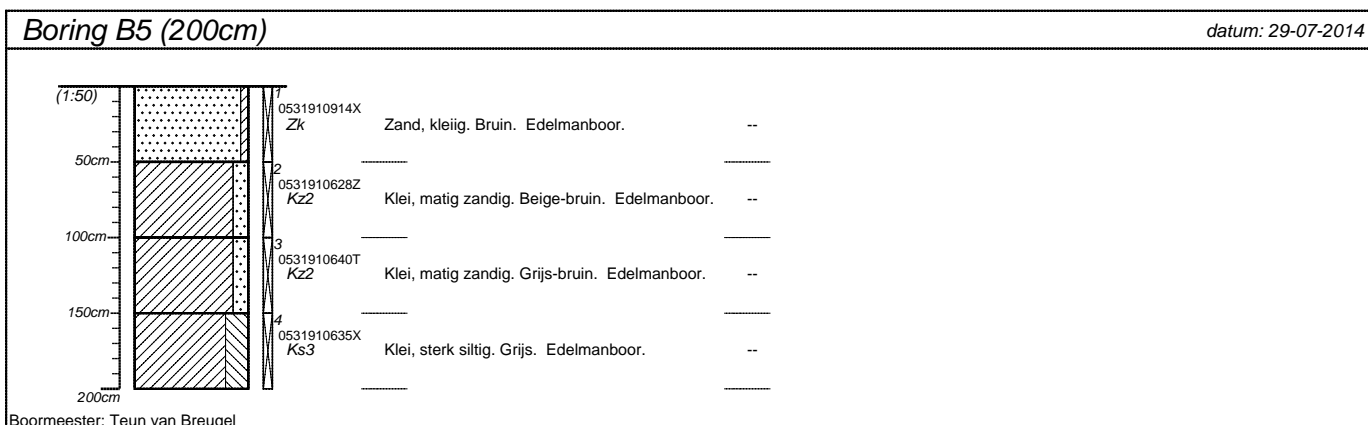 Boring B5 (200cm) datum: 29-07-2014
(1:50)
1
0531910914X
Zk Zand, kleiig. Bruin. Edelmanboor. --
50cm
2
0531910628Z
Kz2 Klei, matig zandig. Beige-bruin. Edelmanboor. --
100cm
3
0531910640T
Kz2 Klei, matig zandig. Grijs-bruin. Edelmanboor. --
150cm
4
0531910635X
Ks3 Klei, sterk siltig. Grijs. Edelmanboor. --
200cm
Boormeester: Teun van Breugel